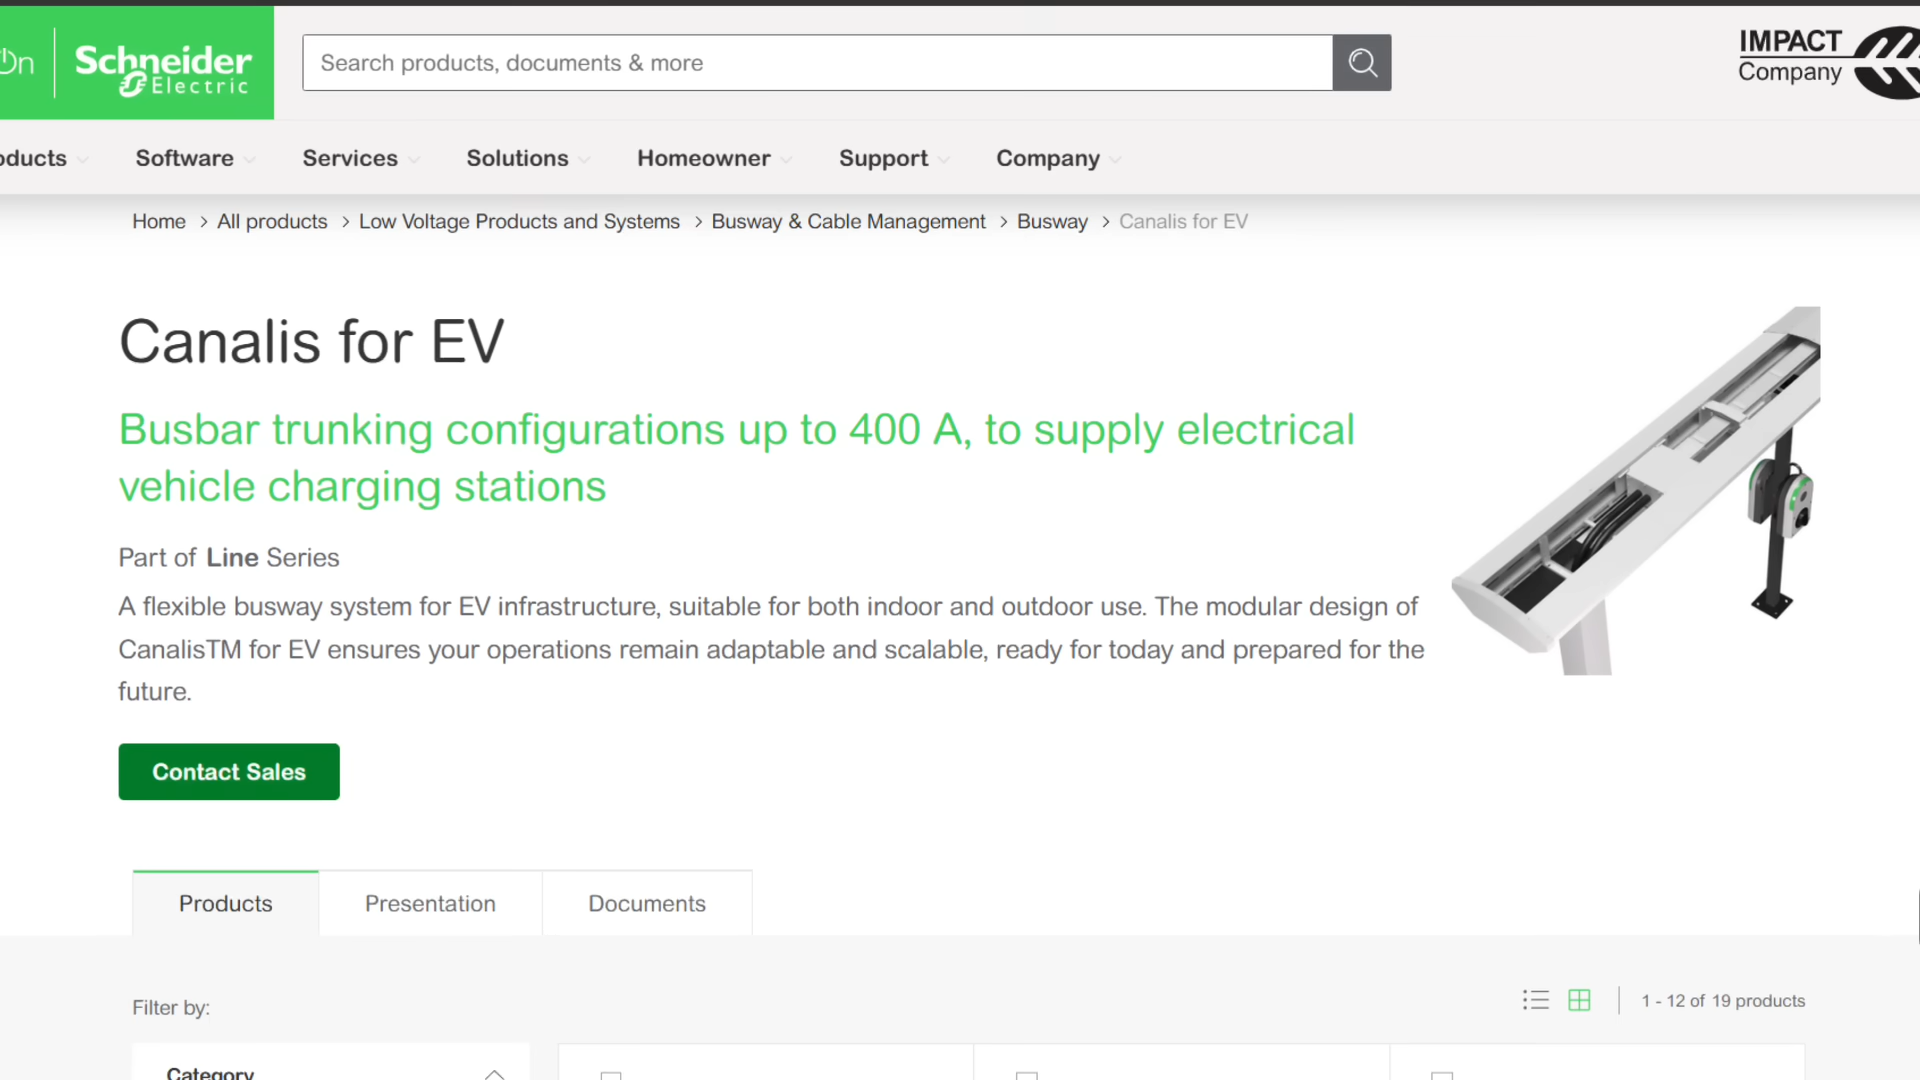 On
Schneider
Electric
Search products, documents & more
IMPACT
Company
oducts
Software
Services
Solutions
Homeowner
Support
Company
Home > All products > Low Voltage Products and Systems > Busway & Cable Management > Busway > Canalis for EV
Canalis for EV
Busbar trunking configurations up to 400 A, to supply electrical
vehicle charging stations
Part of Line Series
A flexible busway system for EV infrastructure, suitable for both indoor and outdoor use. The modular design of
CanalisTM for EV ensures your operations remain adaptable and scalable, ready for today and prepared for the
future.
Contact Sales
Products
Presentation
Documents
Filter by:
1 - 12 of 19 products
Category